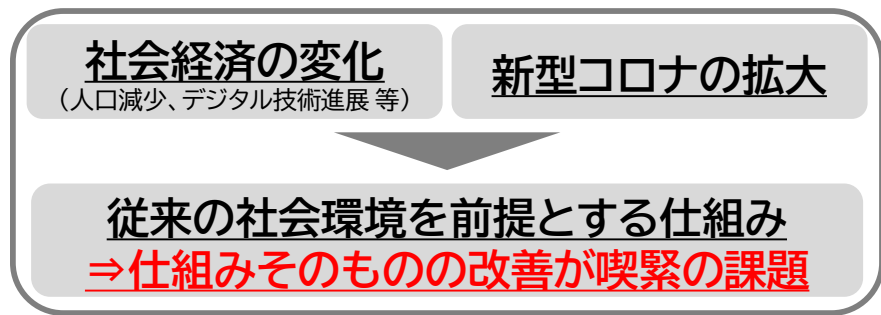 社会経済の変化
（人口減少、デジタル技術進展 等）
新型コロナの拡大
従来の社会環境を前提とする仕組み
⇒仕組みそのものの改善が喫緊の課題